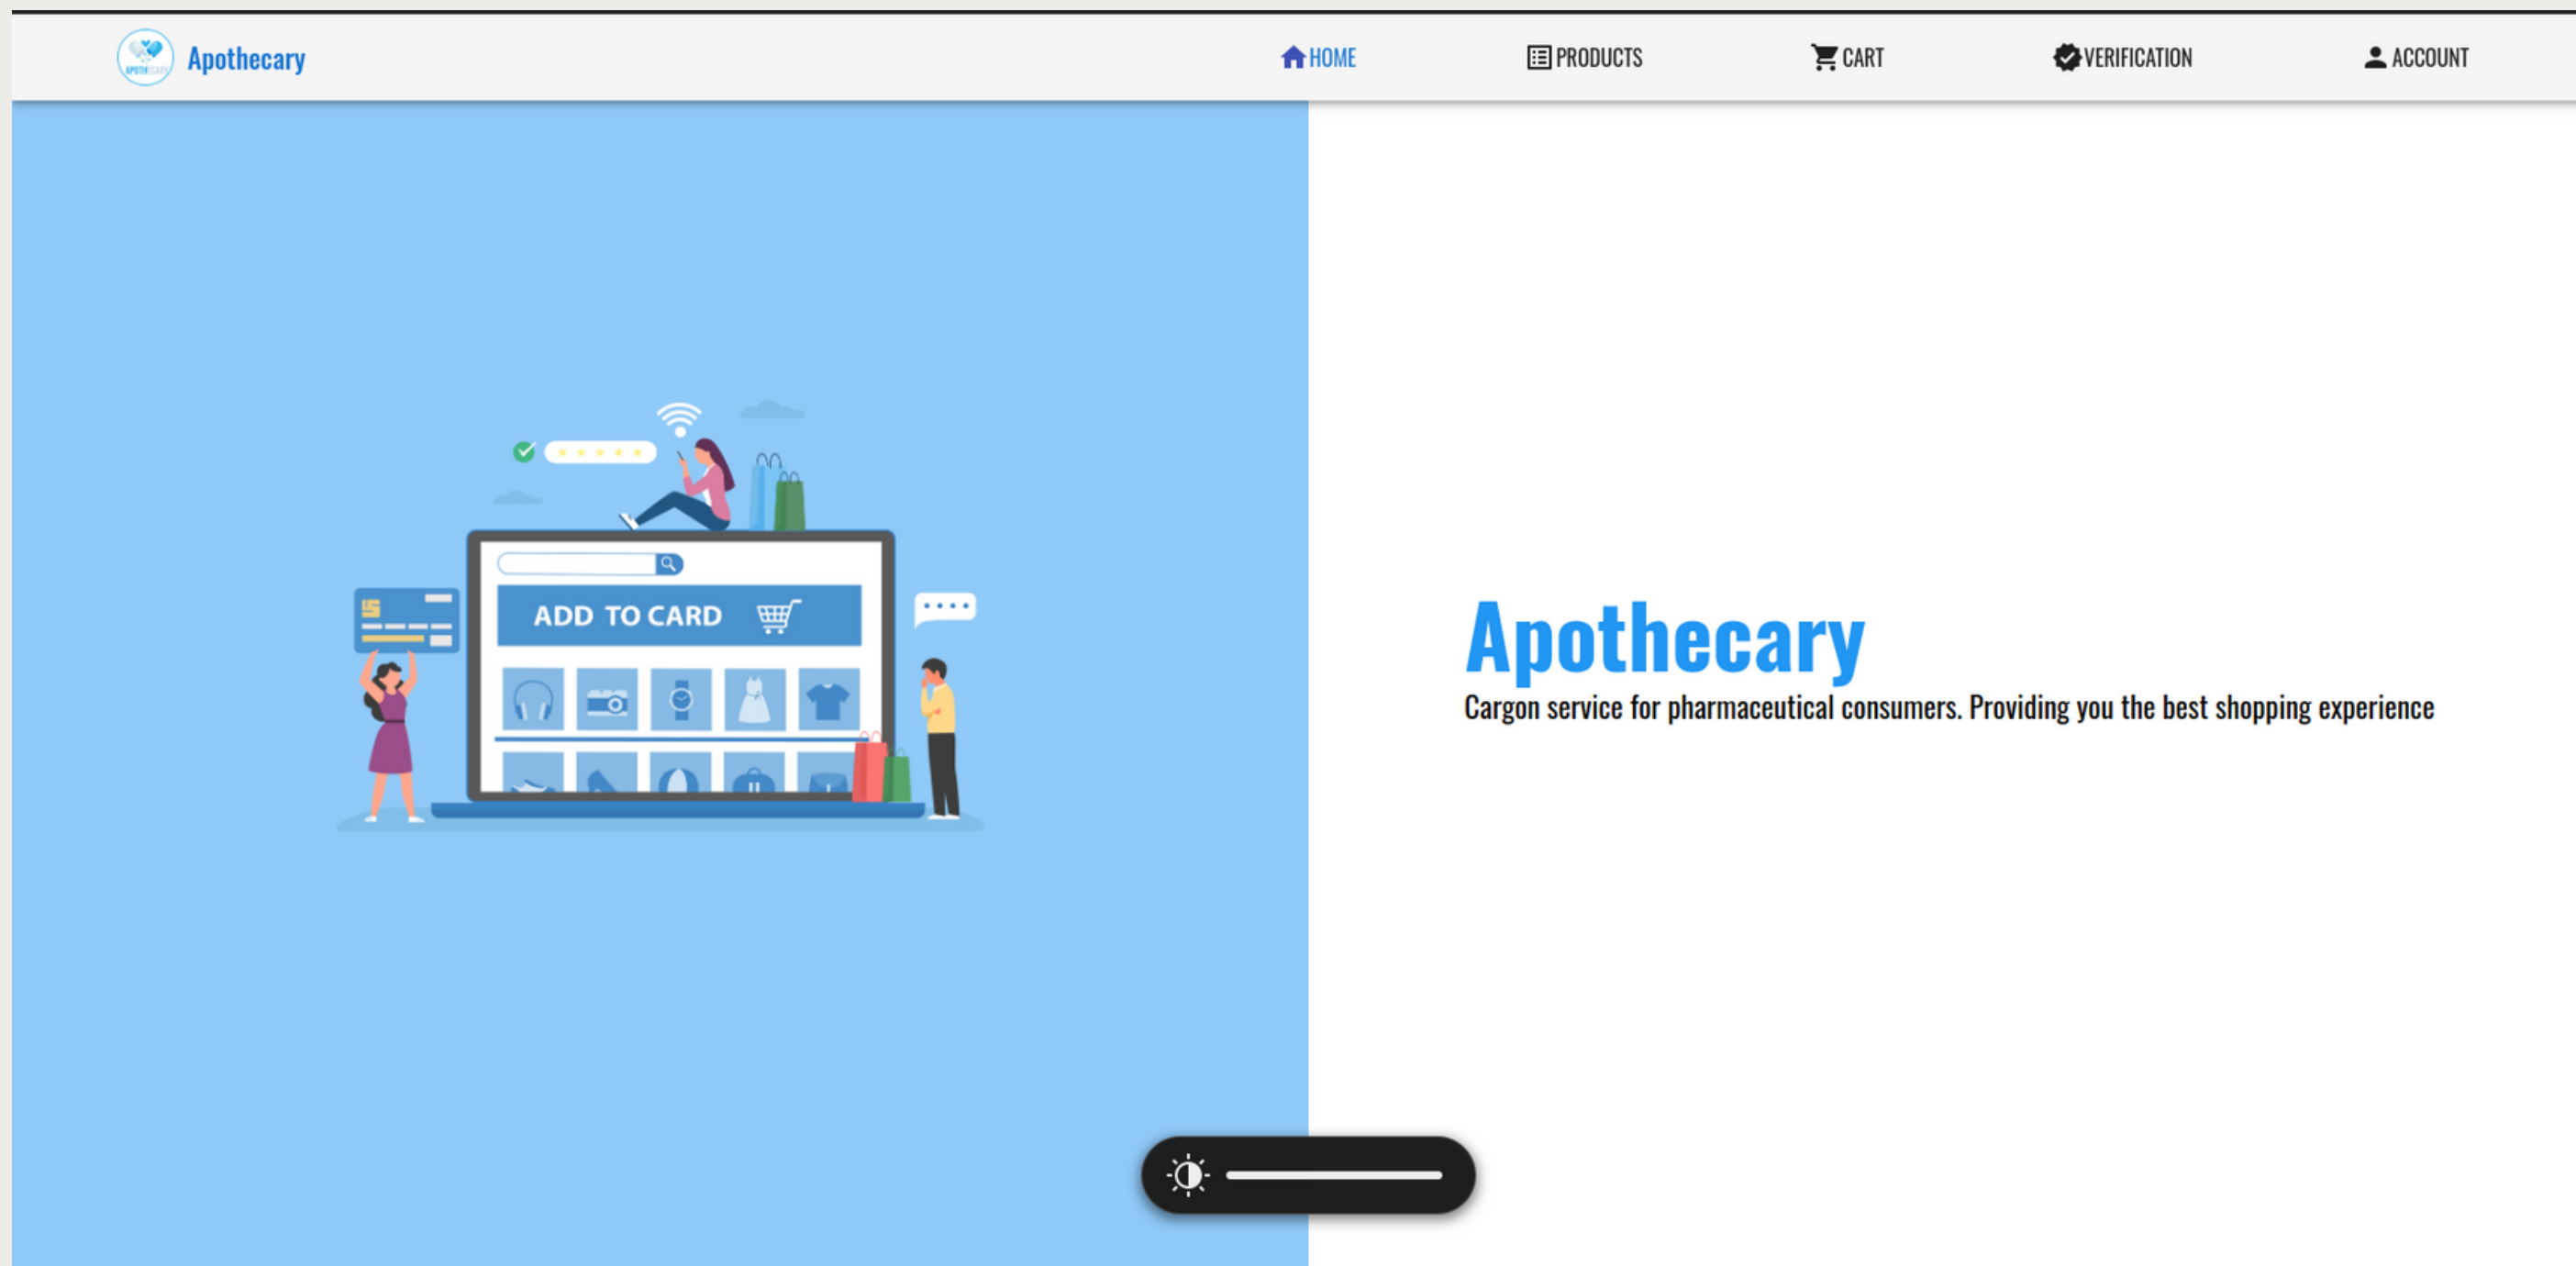 APOTHECARY
Apothecary
HOME
PRODUCTS
CART
VERIFICATION
ACCOUNT
ADD TO CARD
Apothecary
Cargon service for pharmaceutical consumers. Providing you the best shopping experience